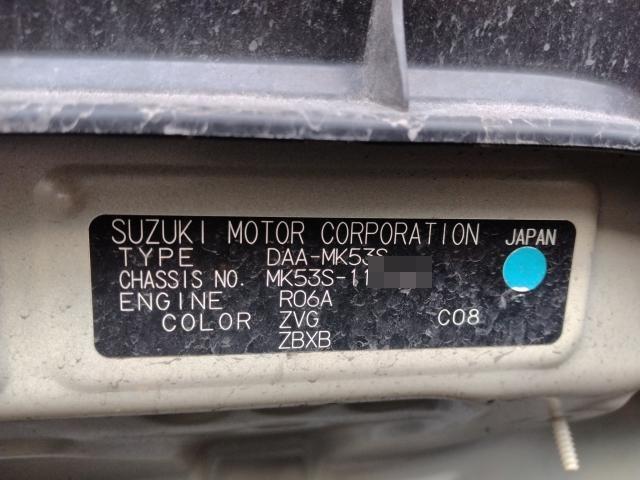 SUZUKI MOTOR CORPORATION JAPAN
TYPE DAA-MK53S
CHASSIS NO. MK53S-11
ENGINE R06A
COLOR ZVG C08
ZBXB